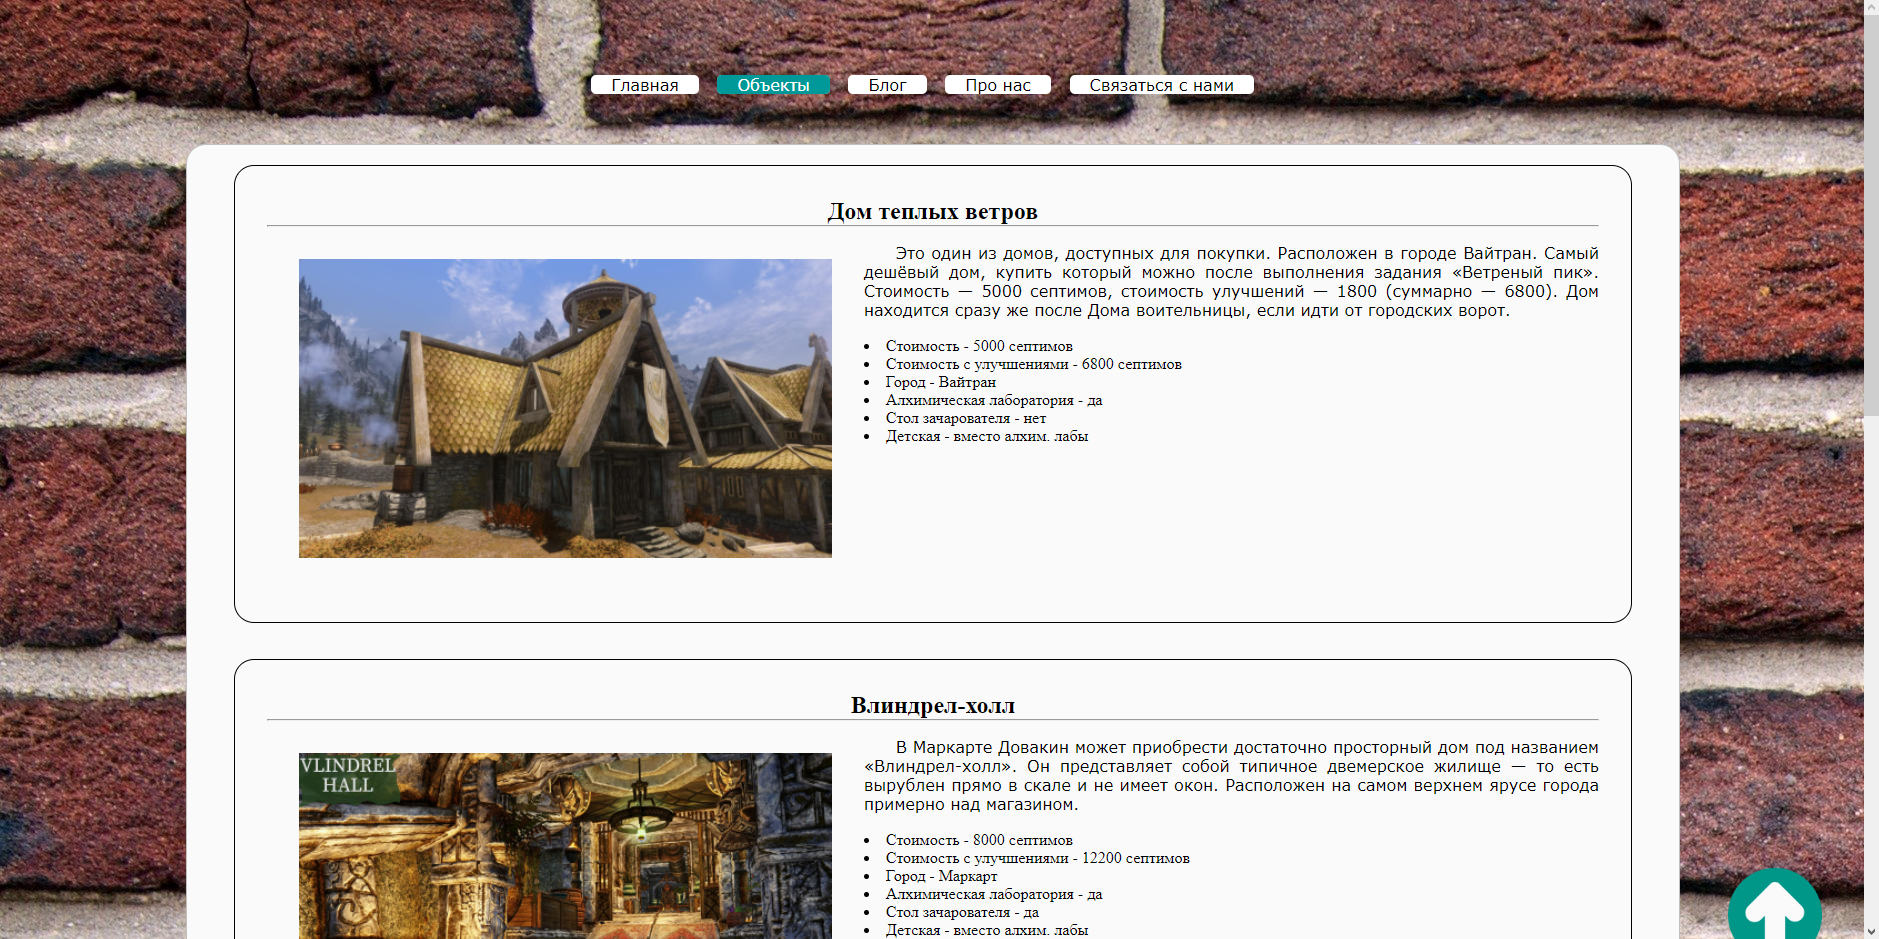 Главная Объекты Блог Про нас Связаться с нами
Дом теплых ветров
Это один из домов, доступных для покупки. Расположен в городе Вайтран. Самый
дешёвый дом, купить который можно после выполнения задания «Ветреный пик».
Стоимость — 5000 септимов, стоимость улучшений — 1800 (суммарно — 6800). Дом
находится сразу же после Дома воительницы, если идти от городских ворот.
• Стоимость - 5000 септимов
• Стоимость с улучшениями - 6800 септимов
• Город - Вайтран
• Алхимическая лаборатория - да
• Стол зачарователя - нет
• Детская - вместо алхим. лабы
Влиндрел-холл
VLINDREL
HALL
В Маркарте Довакин может приобрести достаточно просторный дом под названием
«Влиндрел-холл». Он представляет собой типичное двемерское жилище — то есть
вырублен прямо в скале и не имеет окон. Расположен на самом верхнем ярусе города
примерно над магазином.
• Стоимость - 8000 септимов
• Стоимость с улучшениями - 12200 септимов
• Город - Маркарт
• Алхимическая лаборатория - да
• Стол зачарователя - да
• Детская - вместо алхим. лабы